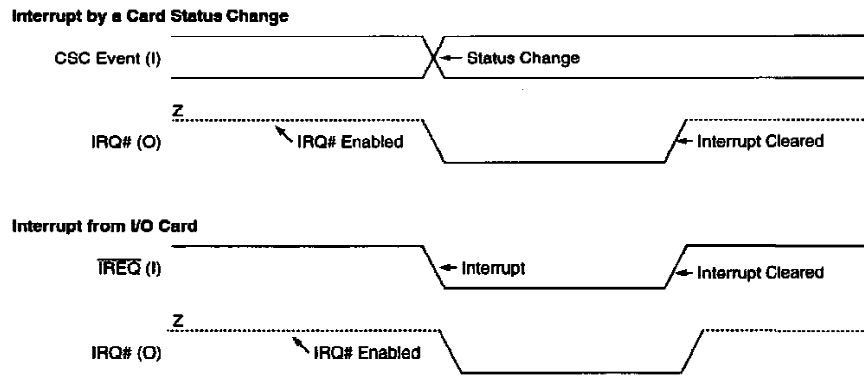 Interrupt by a Card Status Change
CSC Event (I)
Status Change
Z
IRQ# (O)
IRQ# Enabled
Interrupt Cleared
Interrupt from I/O Card
IREQ (I)
Interrupt
Interrupt Cleared
Z
IRQ# (O)
IRQ# Enabled